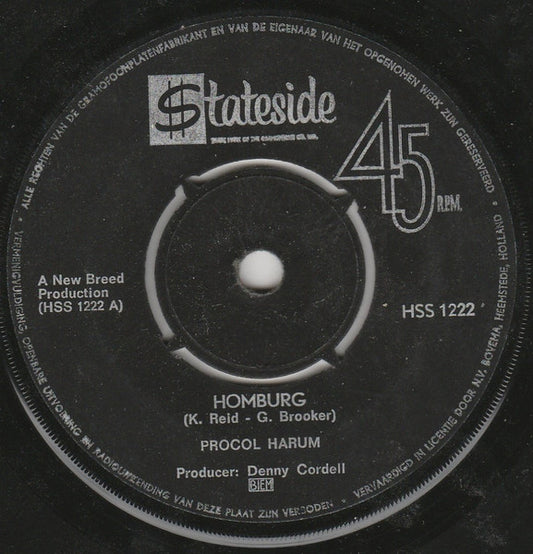 ALLE RECHTEN VAN DE GRAMOFOONPLATENFABRIKANT EN VAN DE EIGENAAR VAN HET OPGENOMEN WERK ZIJN GERESERVEERD
$tateside
TRADE MARK OF THE GRAMOPHONE CO. LTD.
45
R.P.M.
A New Breed
Production
(HSS 1222 A)
HSS 1222
HOMBURG
(K. Reid - G. Brooker)
PROCOL HARUM
Producer: Denny Cordell
BIEM
VERMENIGVULDIGING, OPENBARE UITVOERING EN RADIOUITZENDING VAN DEZE PLAAT ZIJN VERBODEN • VERVAARDIGD IN LICENTIE DOOR N.V. BOVEMA, HEEMSTEDE, HOLLAND •